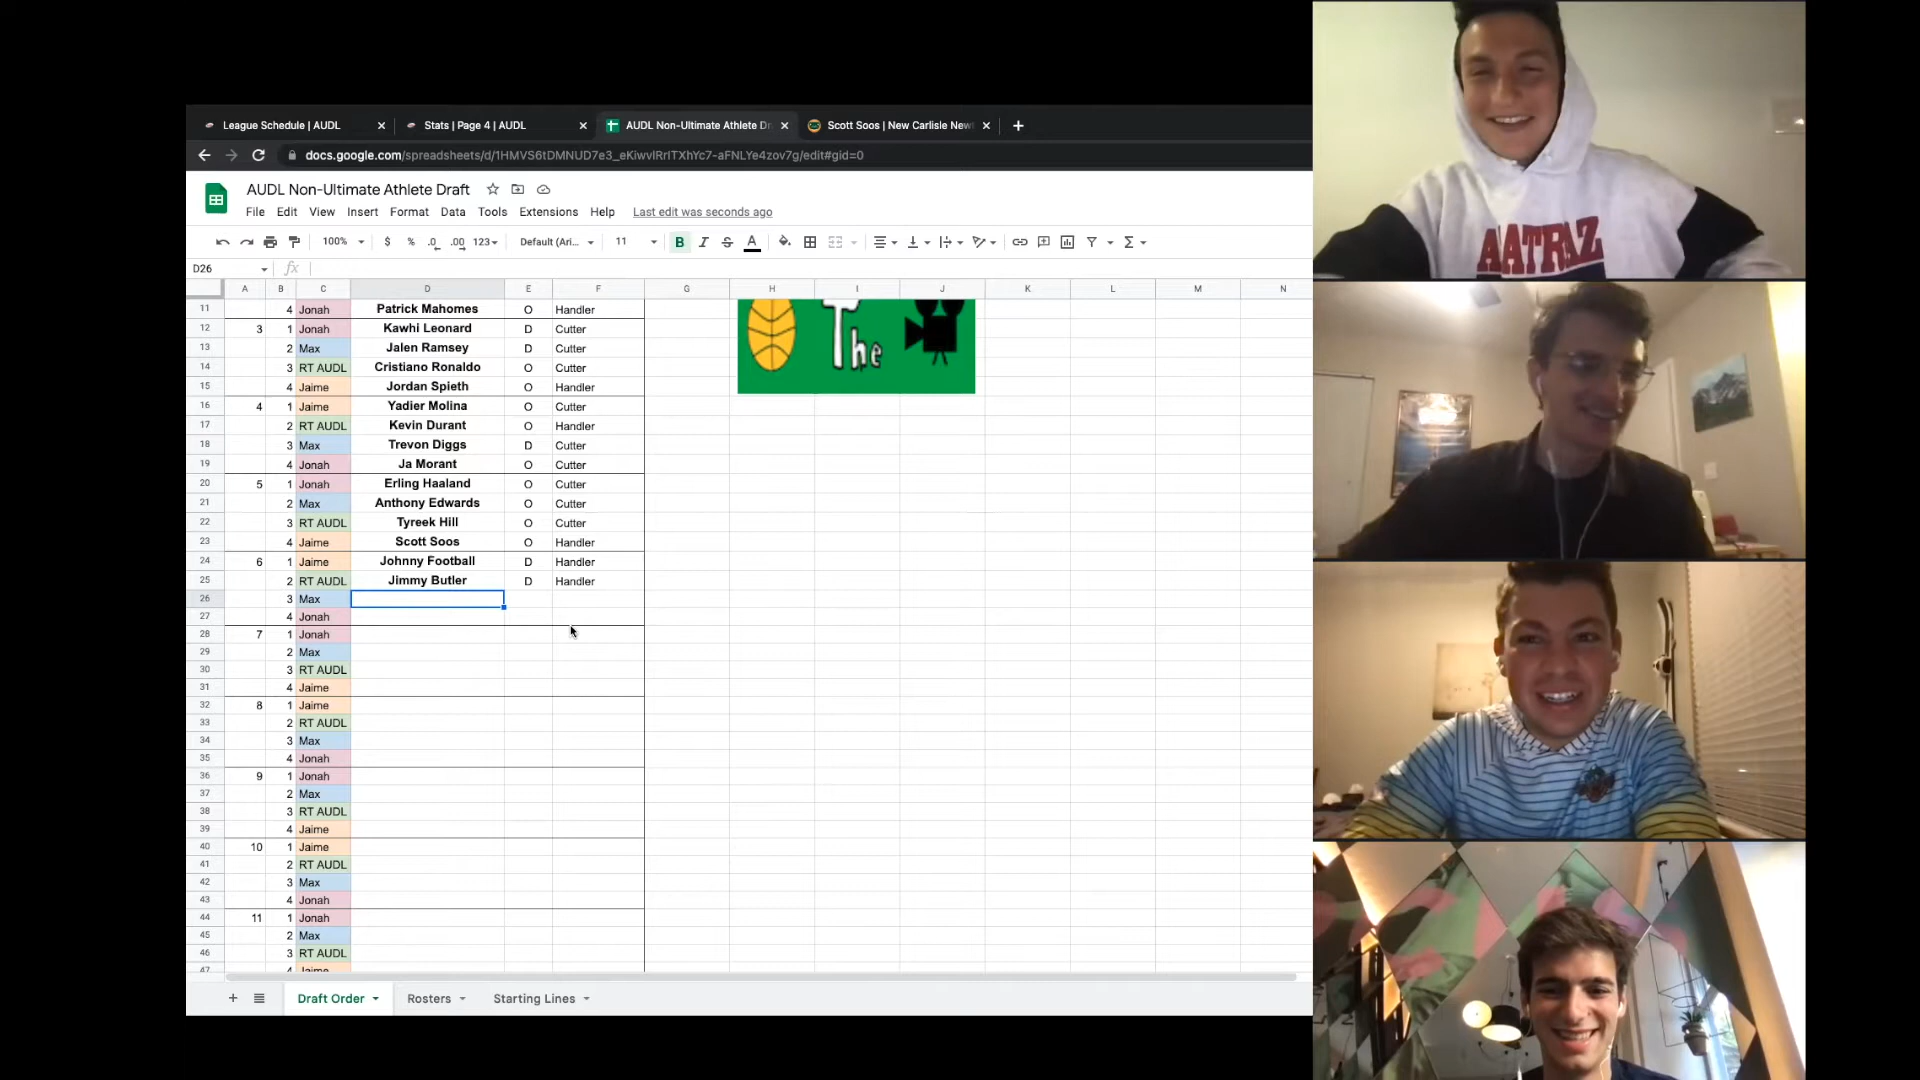 League Schedule | AUDL
Stats | Page 4 | AUDL
AUDL Non-Ultimate Athlete Dr
Scott Soos | New Carlisle New
docs.google.com/spreadsheets/d/1HMVS6tDMNUD7e3_eKiwvIRrITXhYc7-aFNLYe4zov7g/edit#gid=0
AUDL Non-Ultimate Athlete Draft
File Edit View Insert Format Data Tools Extensions Help Last edit was seconds ago
100% $ % .0 .00 123 Default (Ari... 11 B I S A
D26 fx
A B C D E F G H I J K L M N
11 4 Jonah Patrick Mahomes O Handler
12 3 1 Jonah Kawhi Leonard D Cutter
13 2 Max Jalen Ramsey D Cutter
14 3 RT AUDL Cristiano Ronaldo O Cutter
15 4 Jaime Jordan Spieth O Handler
16 4 1 Jaime Yadier Molina O Cutter
17 2 RT AUDL Kevin Durant O Handler
18 3 Max Trevon Diggs D Cutter
19 4 Jonah Ja Morant O Cutter
20 5 1 Jonah Erling Haaland O Cutter
21 2 Max Anthony Edwards O Cutter
22 3 RT AUDL Tyreek Hill O Cutter
23 4 Jaime Scott Soos O Handler
24 6 1 Jaime Johnny Football D Handler
25 2 RT AUDL Jimmy Butler D Handler
26 3 Max
27 4 Jonah
28 7 1 Jonah
29 2 Max
30 3 RT AUDL
31 4 Jaime
32 8 1 Jaime
33 2 RT AUDL
34 3 Max
35 4 Jonah
36 9 1 Jonah
37 2 Max
38 3 RT AUDL
39 4 Jaime
40 10 1 Jaime
41 2 RT AUDL
42 3 Max
43 4 Jonah
44 11 1 Jonah
45 2 Max
46 3 RT AUDL
47 4 Jaime
The
Draft Order Rosters Starting Lines